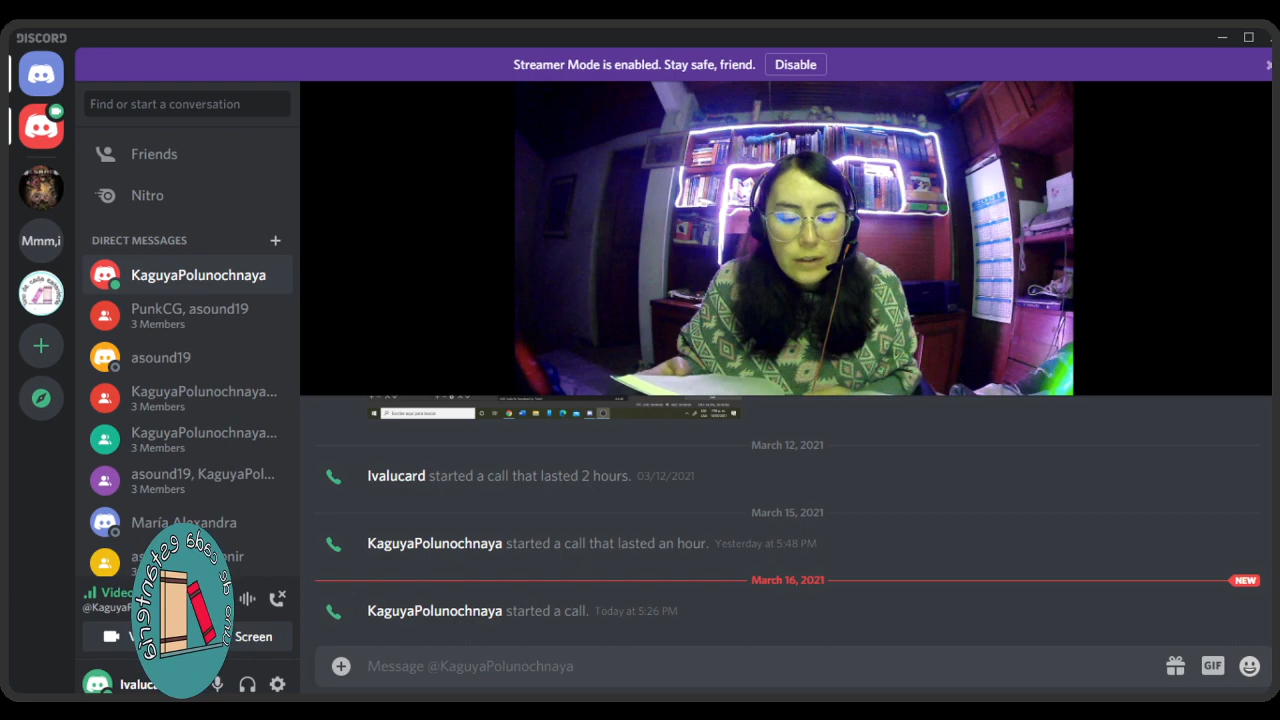 DISCORD
Streamer Mode is enabled. Stay safe, friend.
Disable
Find or start a conversation
Friends
Nitro
DIRECT MESSAGES
Mmm,i
KaguyaPolunochnaya
PunkCG, asound19
3 Members
asound19
KaguyaPolunochnaya...
3 Members
KaguyaPolunochnaya...
3 Members
asound19, KaguyaPol...
3 Members
María Alexandra
Screen
March 12, 2021
Ivalucard started a call that lasted 2 hours. 03/12/2021
March 15, 2021
KaguyaPolunochnaya started a call that lasted an hour. Yesterday at 5:48 PM
March 16, 2021
NEW
KaguyaPolunochnaya started a call. Today at 5:26 PM
Message @KaguyaPolunochnaya
GIF